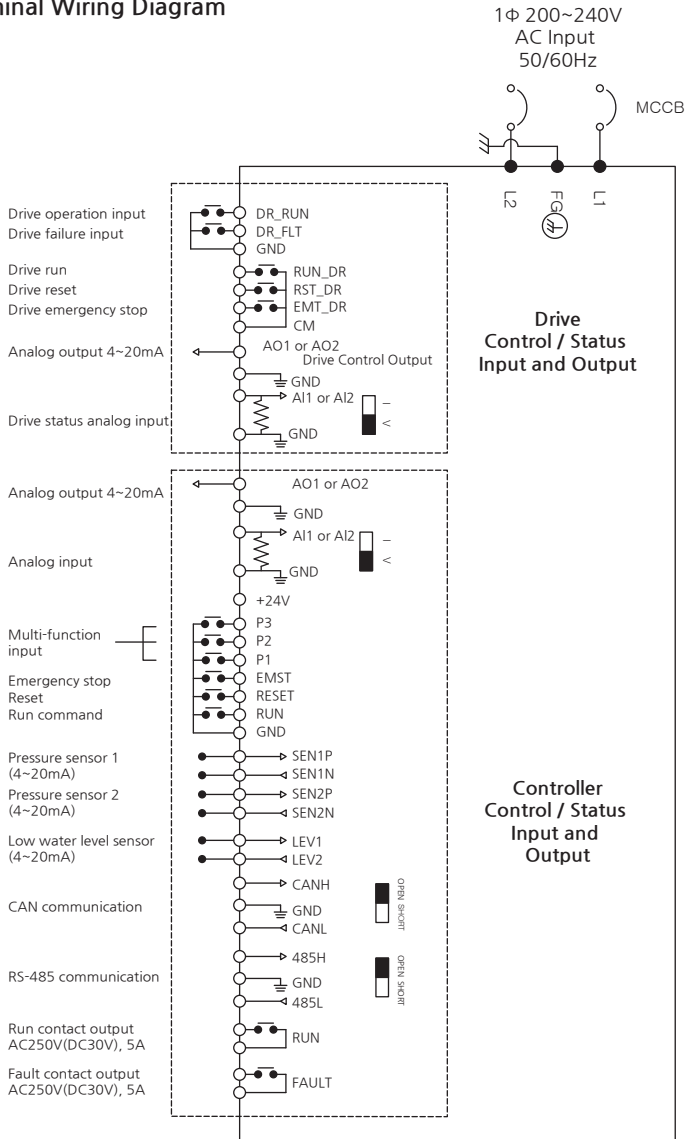 minal Wiring Diagram
1Φ 200~240V
AC Input
50/60Hz
MCCB
L2
FG
L1
Drive operation input
DR_RUN
Drive failure input
DR_FLT
GND
Drive run
RUN_DR
Drive reset
RST_DR
Drive emergency stop
EMT_DR
CM
Analog output 4~20mA
AO1 or AO2
Drive Control Output
GND
AI1 or AI2
I
V
Drive status analog input
GND
Drive
Control / Status
Input and Output
Analog output 4~20mA
AO1 or AO2
GND
AI1 or AI2
I
V
Analog input
GND
+24V
Multi-function
input
P3
P2
P1
Emergency stop
EMST
Reset
RESET
Run command
RUN
GND
Pressure sensor 1
(4~20mA)
SEN1P
SEN1N
Pressure sensor 2
(4~20mA)
SEN2P
SEN2N
Low water level sensor
(4~20mA)
LEV1
LEV2
CAN communication
CANH
GND
CANL
OPEN SHORT
RS-485 communication
485H
GND
485L
OPEN SHORT
Run contact output
AC250V(DC30V), 5A
RUN
Fault contact output
AC250V(DC30V), 5A
FAULT
Controller
Control / Status
Input and
Output